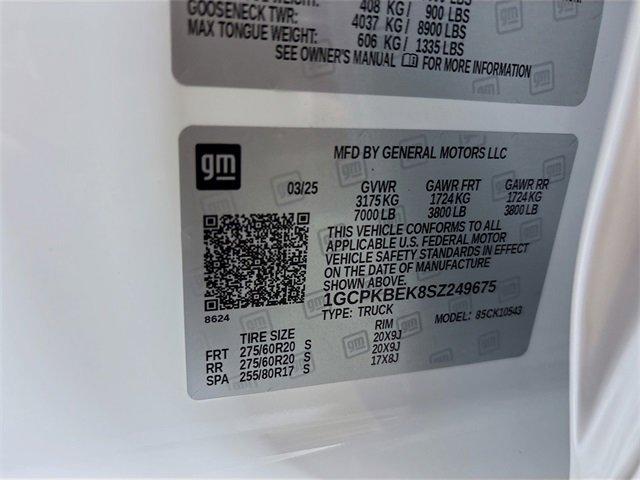 408 KG/ 900 LBS
GOOSENECK TWR: 4037 KG/ 8900 LBS
MAX TONGUE WEIGHT: 606 KG/ 1335 LBS
SEE OWNER'S MANUAL FOR MORE INFORMATION
gm
MFD BY GENERAL MOTORS LLC
03/25 GVWR GAWR FRT GAWR RR
3175 KG 1724 KG 1724 KG
7000 LB 3800 LB 3800 LB
THIS VEHICLE CONFORMS TO ALL
APPLICABLE U.S. FEDERAL MOTOR
VEHICLE SAFETY STANDARDS IN EFFECT
ON THE DATE OF MANUFACTURE
SHOWN ABOVE.
1GCPKBEK8SZ249675
8624
TYPE: TRUCK MODEL: 85CK10543
TIRE SIZE RIM
FRT 275/60R20 S 20X9J
RR 275/60R20 S 20X9J
SPA 255/80R17 S 17X8J